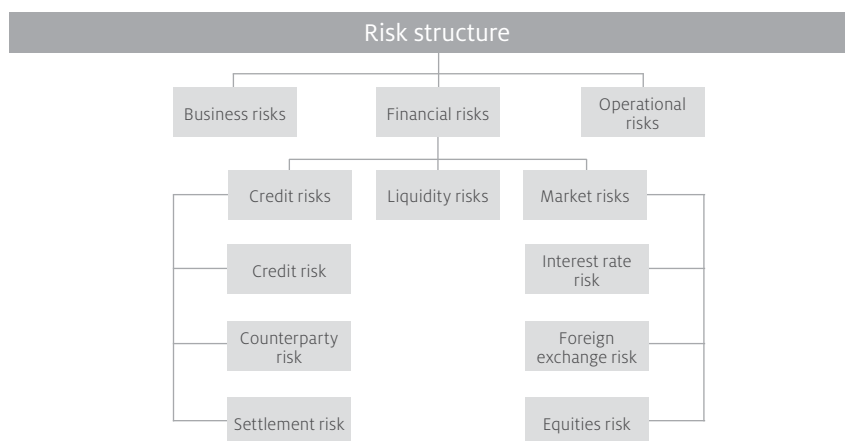 Risk structure
Business risks
Financial risks
Operational
risks
Credit risks
Liquidity risks
Market risks
Credit risk
Interest rate
risk
Counterparty
risk
Foreign
exchange risk
Settlement risk
Equities risk